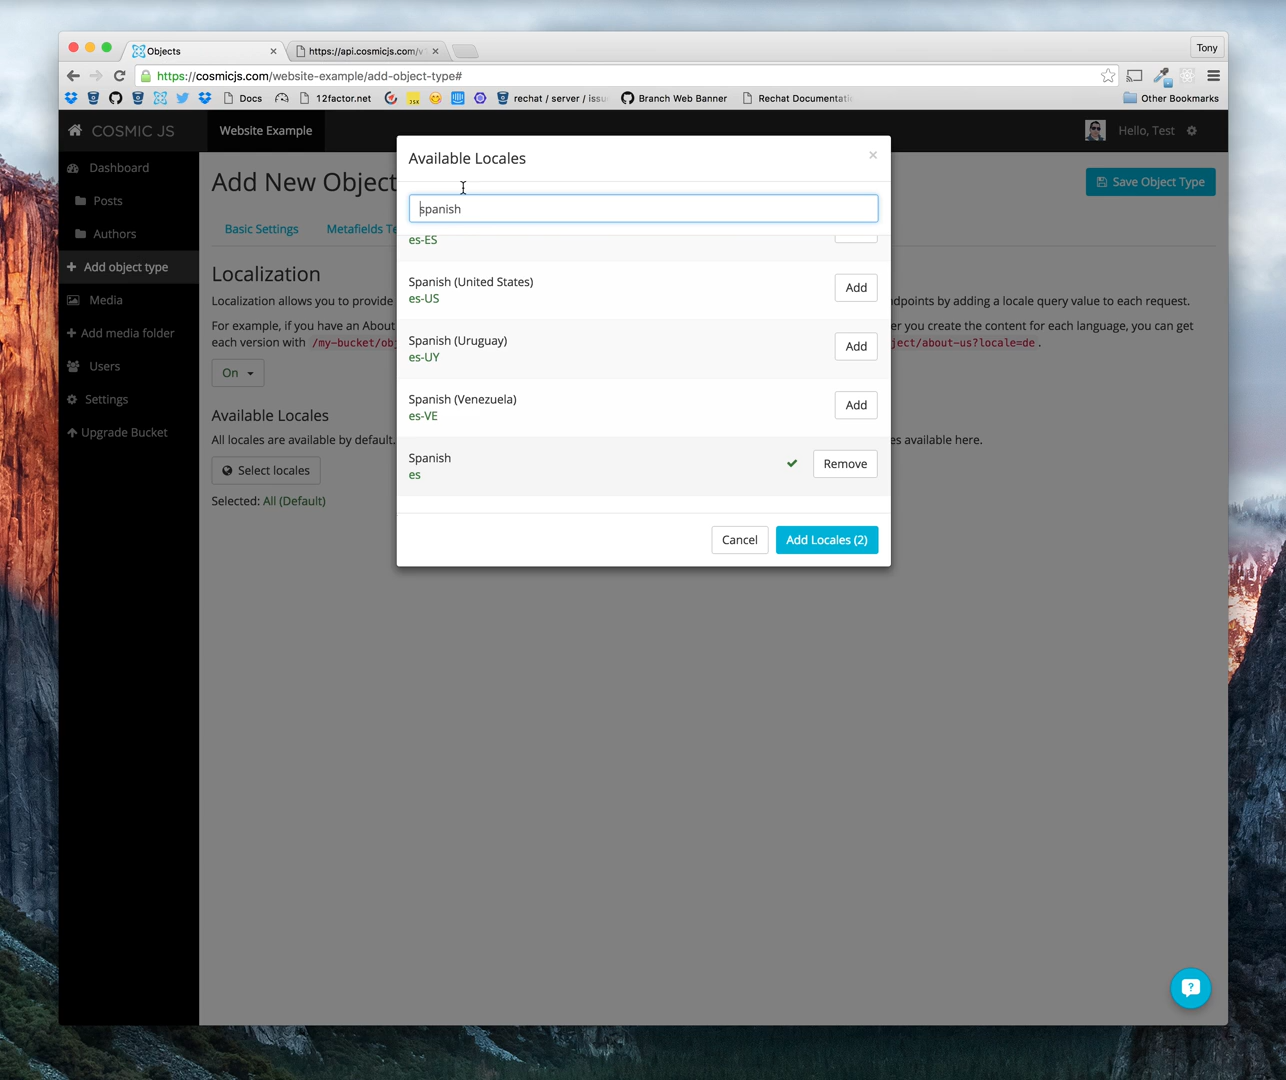 Objects
https://api.cosmicjs.com/v
Tony
https://cosmicjs.com/website-example/add-object-type#
Docs
12factor.net
JSX
rechat / server / issu
Branch Web Banner
Rechat Documentati
Other Bookmarks
COSMIC JS
Website Example
Hello, Test
Dashboard
Posts
Authors
Add object type
Media
Add media folder
Users
Settings
Upgrade Bucket
Add New Object
Save Object Type
Basic Settings
Metafields Te
Localization
Localization allows you to provide
ndpoints by adding a locale query value to each request.
For example, if you have an About
er you create the content for each language, you can get
each version with /my-bucket/obj
ject/about-us?locale=de.
On
Available Locales
All locales are available by default.
es available here.
Select locales
Selected: All (Default)
Available Locales
×
spanish
es-ES
Spanish (United States)
es-US
Add
Spanish (Uruguay)
es-UY
Add
Spanish (Venezuela)
es-VE
Add
Spanish
es
Remove
Cancel
Add Locales (2)